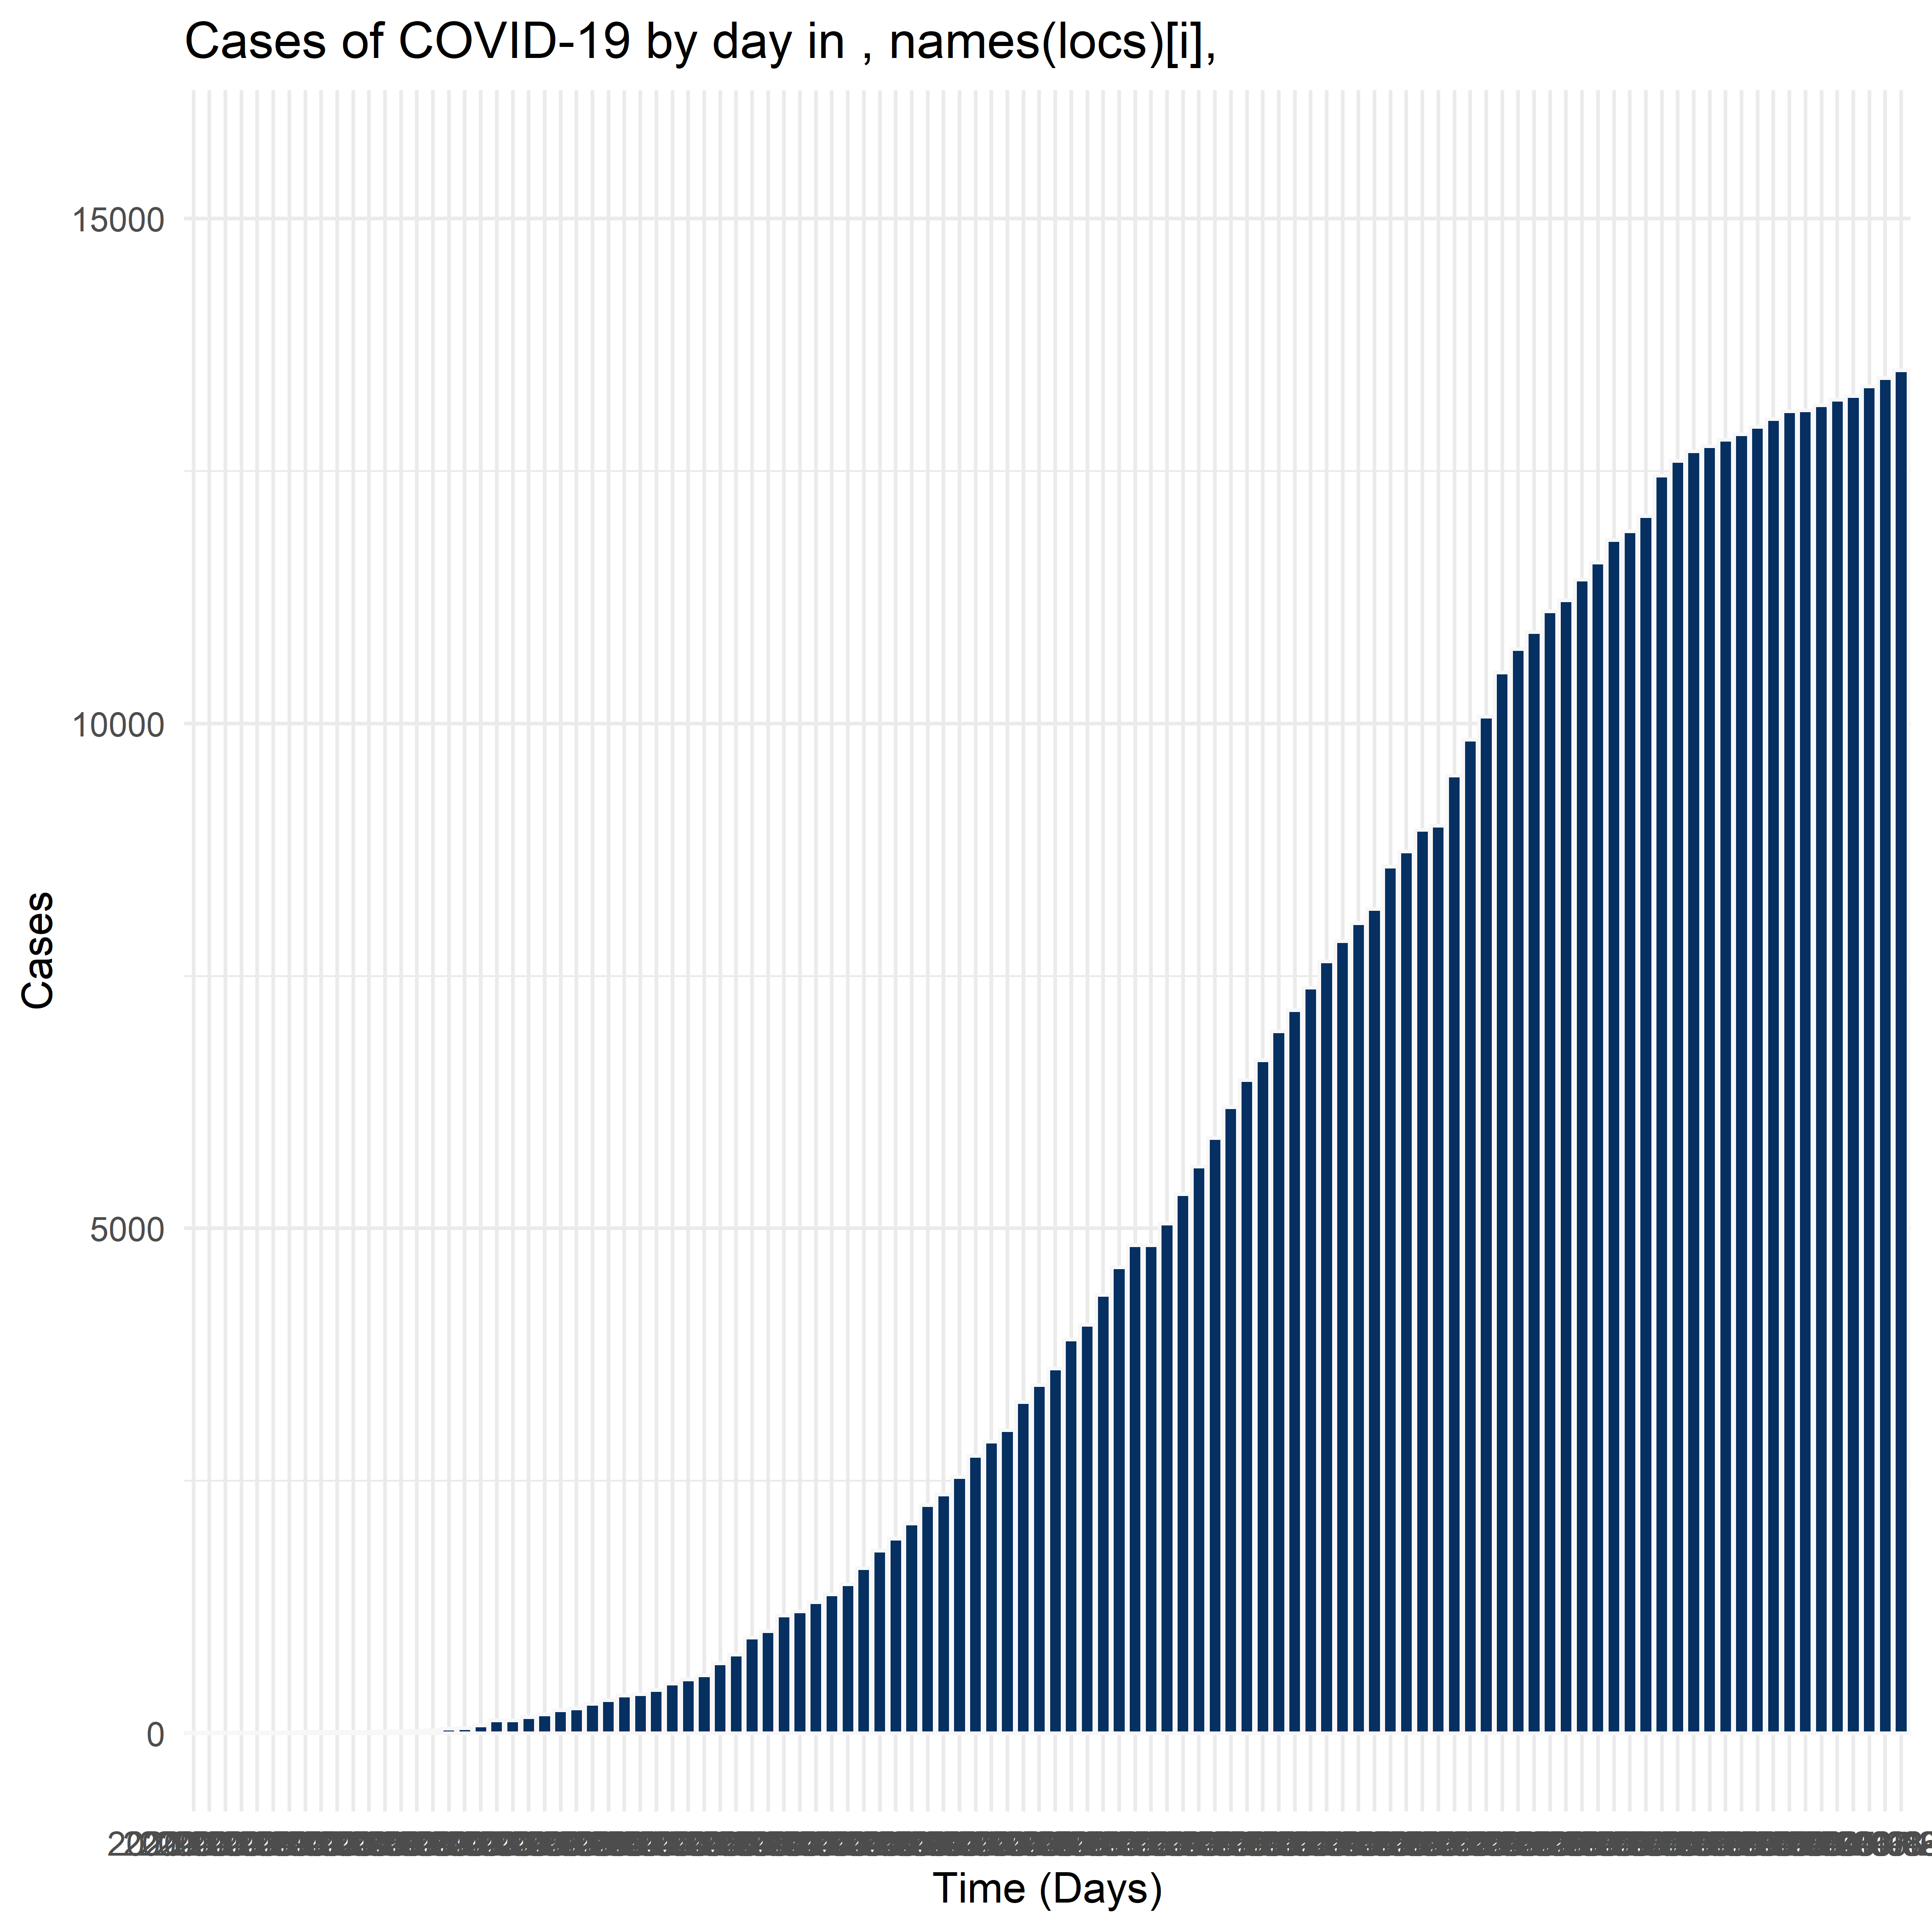 Cases of COVID-19 by day in , names(locs)[i],
15000
10000
5000
0
Cases
Time (Days)